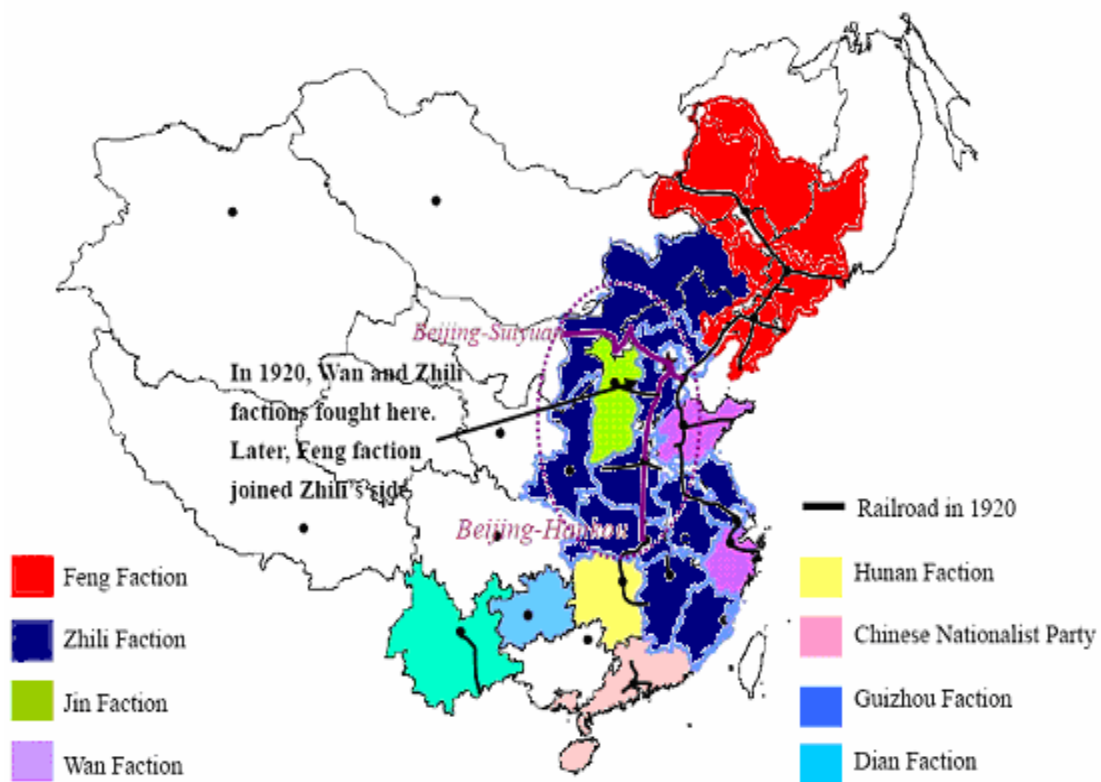 Beijing-Suiyuan
In 1920, Wan and Zhili
factions fought here.
Later, Feng faction
joined Zhili's side.
Beijing-Hanhou
Railroad in 1920
Feng Faction
Zhili Faction
Jin Faction
Wan Faction
Hunan Faction
Chinese Nationalist Party
Guizhou Faction
Dian Faction